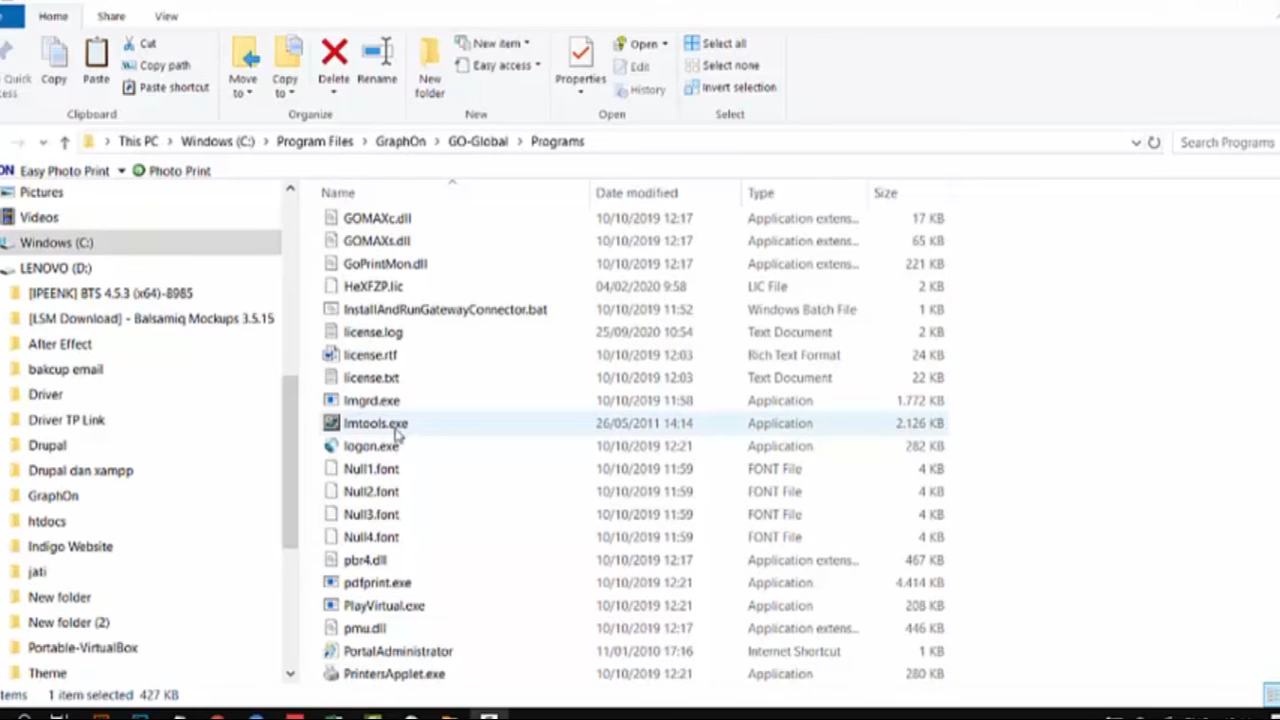 Home Share View
Quick Copy Paste Cut Copy path Paste shortcut Move to Copy to Delete Rename New folder New item Easy access Properties Open Edit History Select all Select none Invert selection
Clipboard Organize New Open Select
This PC > Windows (C:) > Program Files > GraphOn > GO-Global > Programs Search Programs
ON Easy Photo Print Photo Print
Pictures
Videos
Windows (C:)
LENOVO (D:)
[IPEENK] BTS 4.5.3 (x64)-8985
[LSM Download] - Balsamiq Mockups 3.5.15
After Effect
bakcup email
Driver
Driver TP Link
Drupal
Drupal dan xampp
GraphOn
htdocs
Indigo Website
jati
New folder
New folder (2)
Portable-VirtualBox
Theme
Name Date modified Type Size
GOMAXc.dll 10/10/2019 12:17 Application extens... 17 KB
GOMAXs.dll 10/10/2019 12:17 Application extens... 65 KB
GoPrintMon.dll 10/10/2019 12:17 Application extens... 221 KB
HeXFZP.lic 04/02/2020 9:58 LIC File 2 KB
InstallAndRunGatewayConnector.bat 10/10/2019 11:52 Windows Batch File 1 KB
license.log 25/09/2020 10:54 Text Document 2 KB
license.rtf 10/10/2019 12:03 Rich Text Format 24 KB
license.txt 10/10/2019 12:03 Text Document 22 KB
lmgrd.exe 10/10/2019 11:58 Application 1.772 KB
lmtools.exe 26/05/2011 14:14 Application 2.126 KB
logon.exe 10/10/2019 12:21 Application 282 KB
Null1.font 10/10/2019 11:59 FONT File 4 KB
Null2.font 10/10/2019 11:59 FONT File 4 KB
Null3.font 10/10/2019 11:59 FONT File 4 KB
Null4.font 10/10/2019 11:59 FONT File 4 KB
pbr4.dll 10/10/2019 12:17 Application extens... 467 KB
pdfprint.exe 10/10/2019 12:21 Application 4.414 KB
PlayVirtual.exe 10/10/2019 12:21 Application 208 KB
pmu.dll 10/10/2019 12:17 Application extens... 446 KB
PortalAdministrator 11/01/2010 17:16 Internet Shortcut 1 KB
PrintersApplet.exe 10/10/2019 12:21 Application 280 KB
1 item selected 427 KB